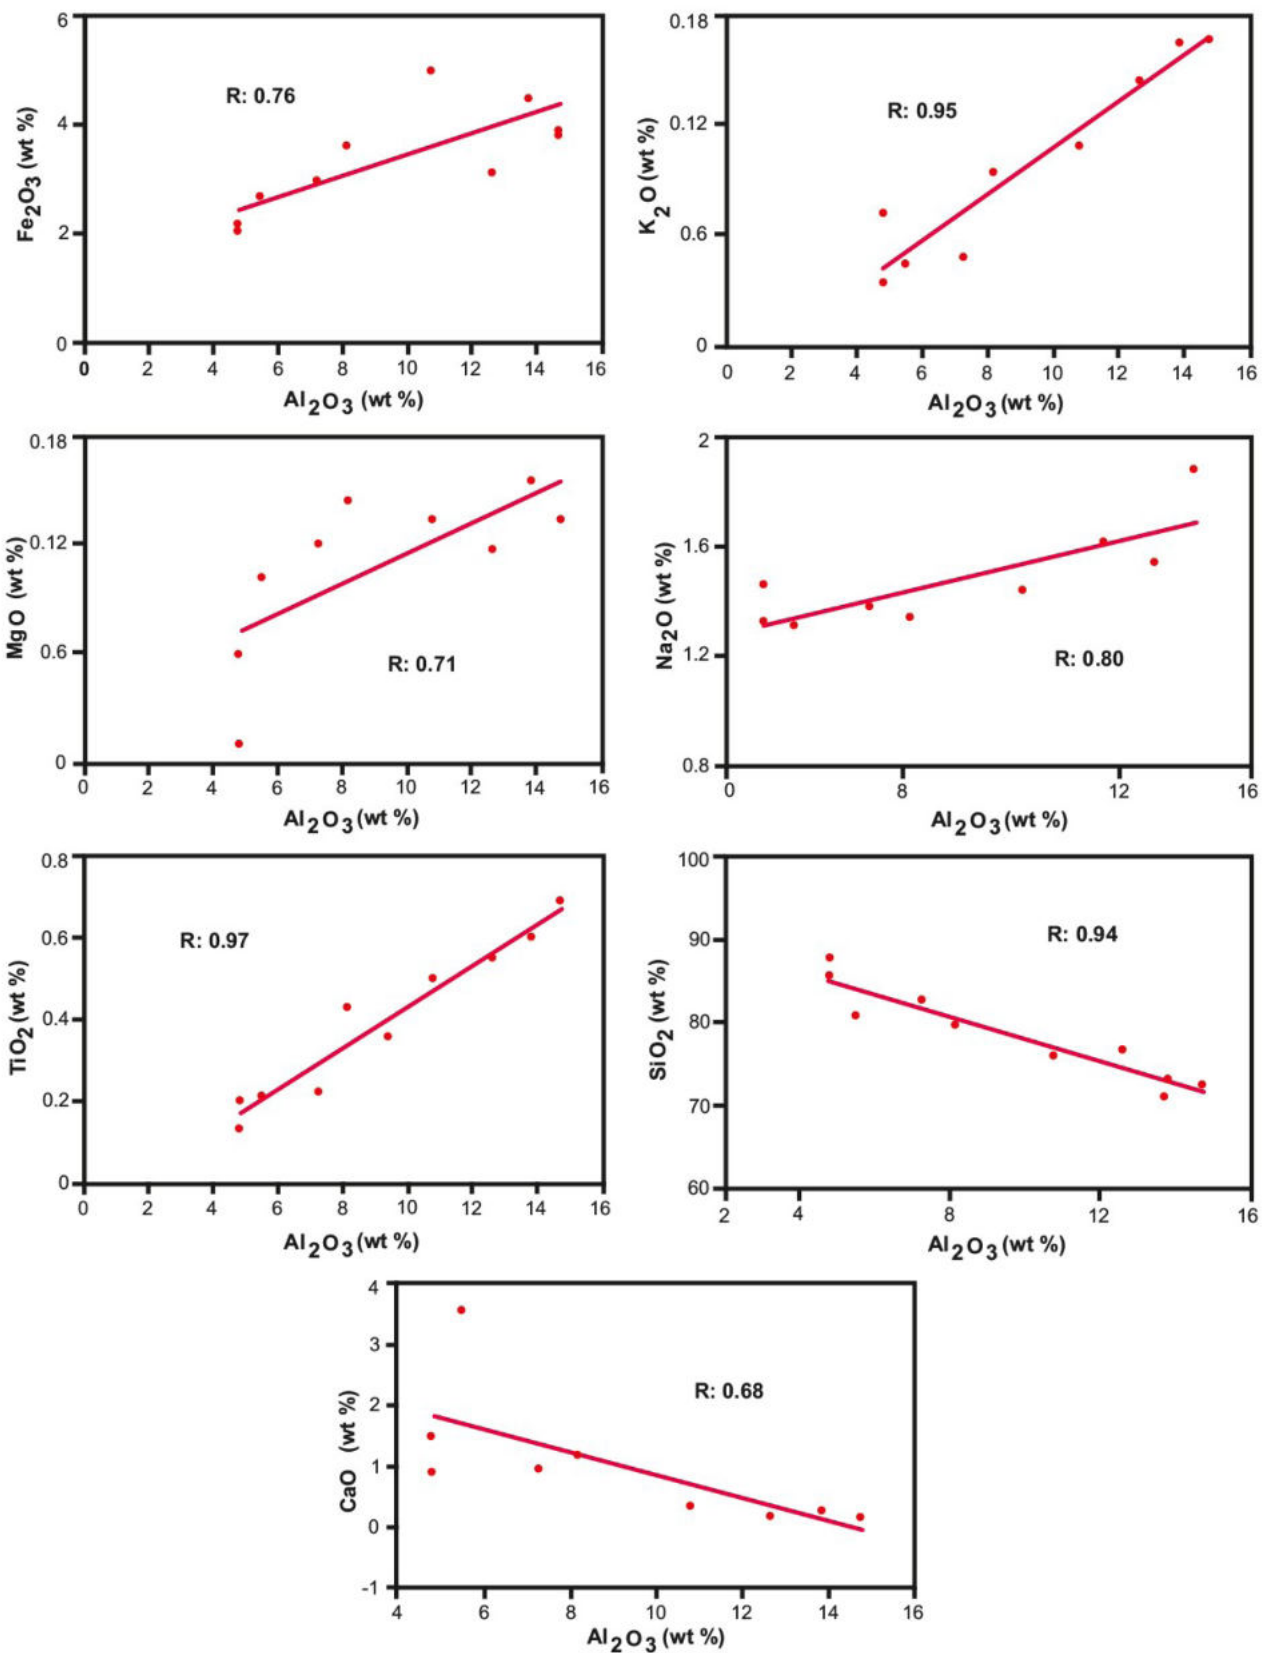 6
4
2
0
R: 0.76
Fe2O3 (wt %)
0 2 4 6 8 10 12 14 16
Al2O3 (wt %)
0.18
0.12
0.6
0
R: 0.95
K2O (wt %)
0 2 4 6 8 10 12 14 16
Al2O3 (wt %)
0.18
0.12
0.6
0
R: 0.71
MgO (wt %)
0 2 4 6 8 10 12 14 16
Al2O3 (wt %)
2
1.6
1.2
0.8
R: 0.80
Na2O (wt %)
0 8 12 16
Al2O3 (wt %)
0.8
0.6
0.4
0.2
0
R: 0.97
TiO2 (wt %)
0 2 4 6 8 10 12 14 16
Al2O3 (wt %)
100
90
80
70
60
R: 0.94
SiO2 (wt %)
2 4 8 12 16
Al2O3 (wt %)
4
3
2
1
0
-1
R: 0.68
CaO (wt %)
4 6 8 10 12 14 16
Al2O3 (wt %)